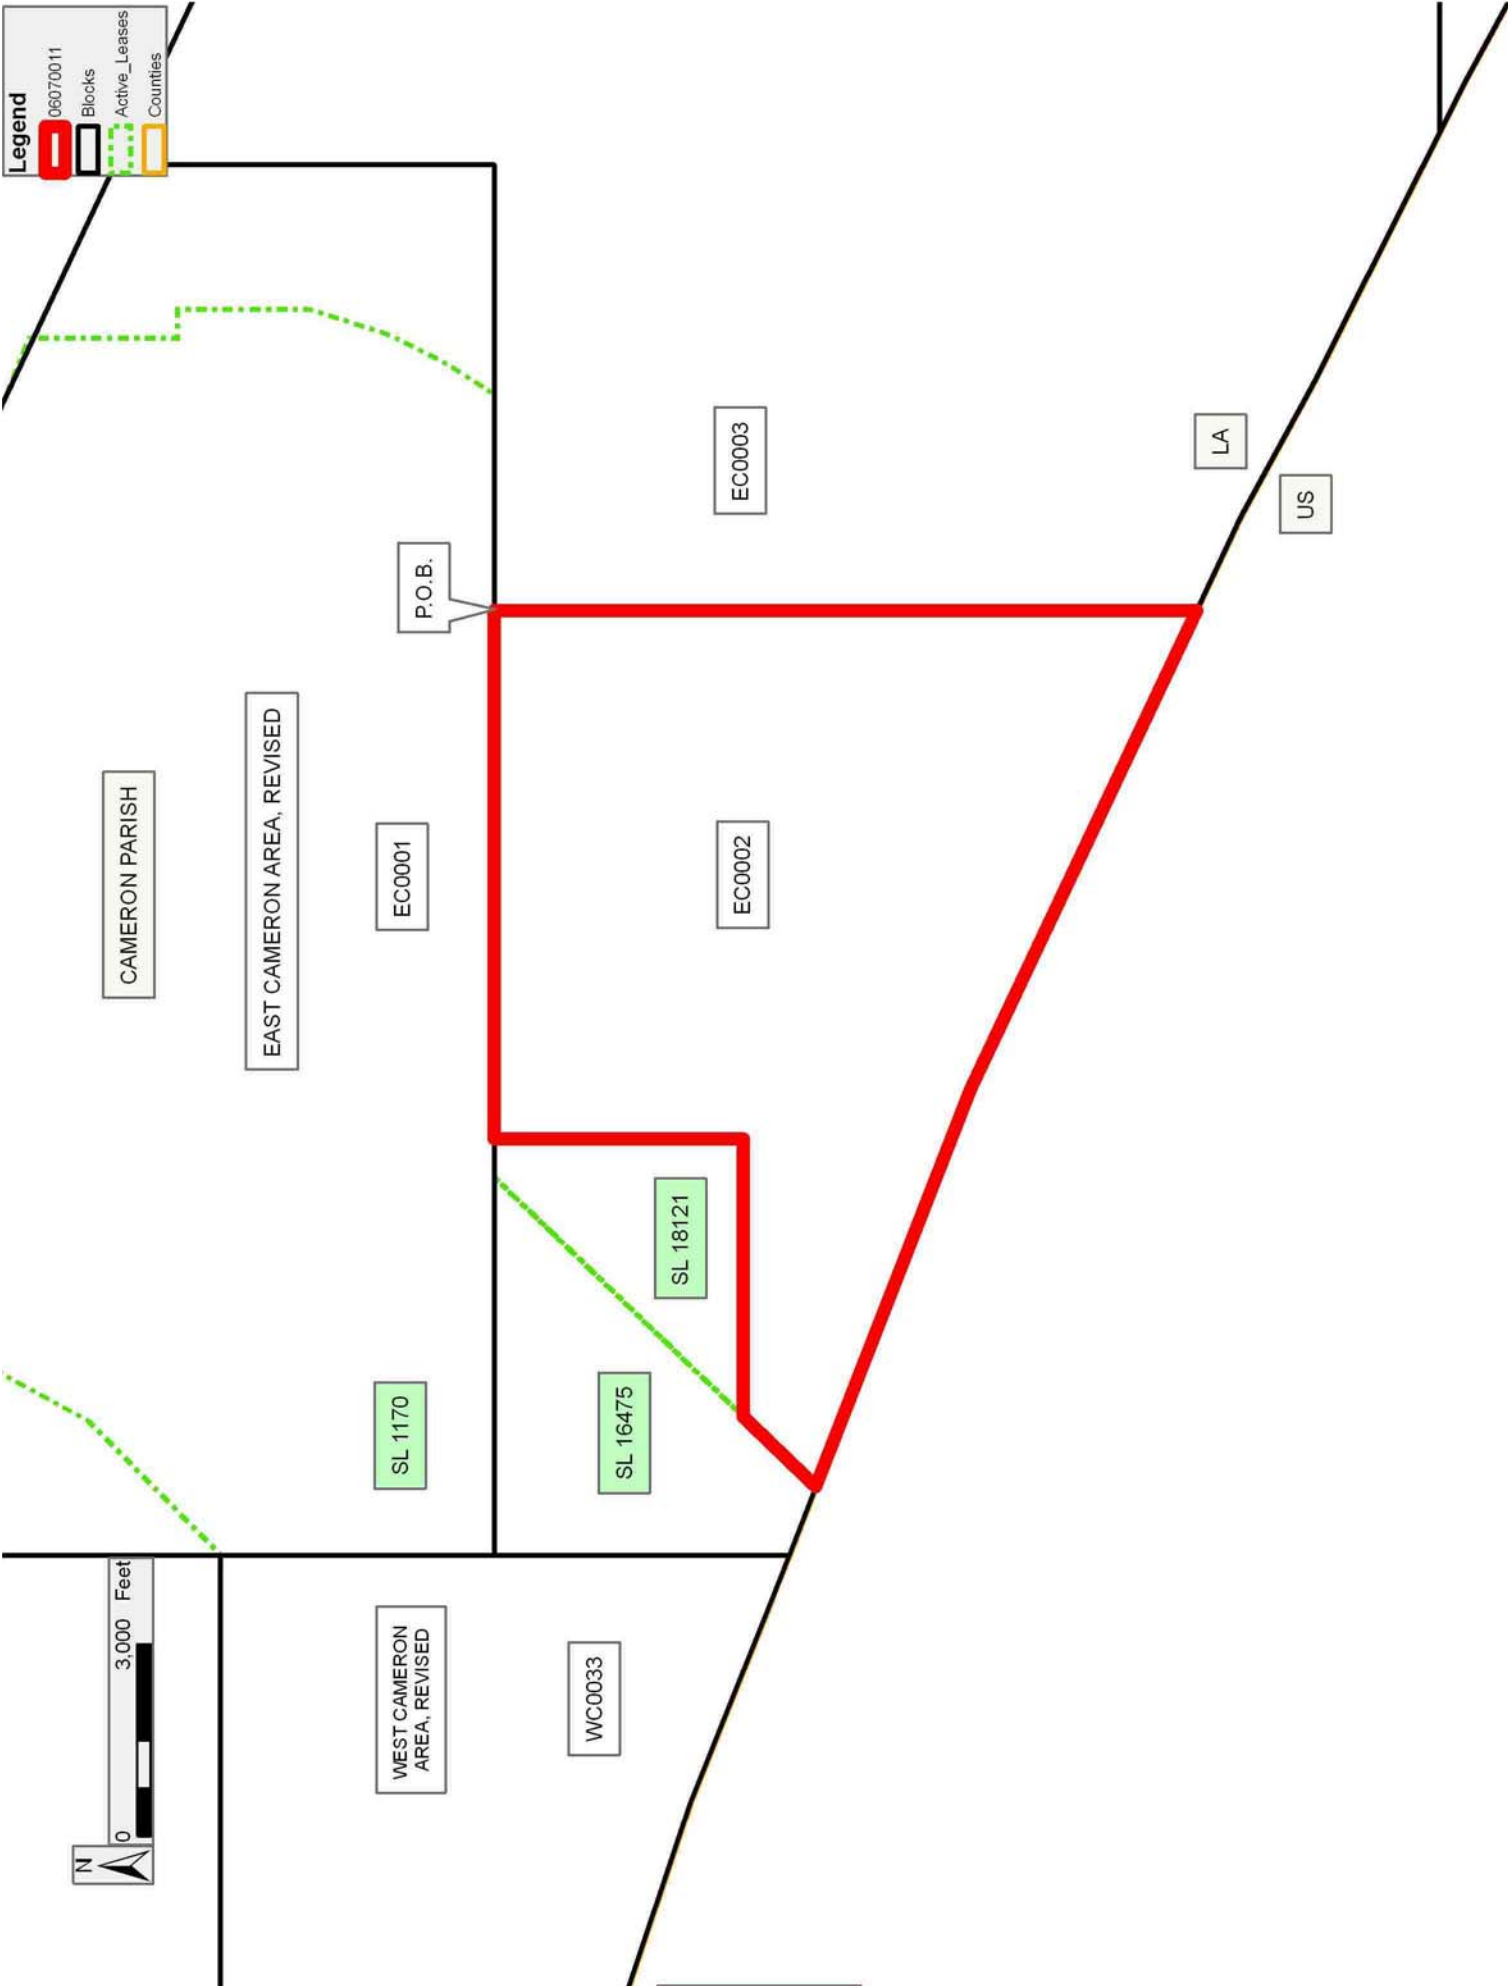 N
0 3,000 Feet
Legend
06070011
Blocks
Active_Leases
Counties
CAMERON PARISH
EAST CAMERON AREA, REVISED
WEST CAMERON
AREA, REVISED
SL 1170
EC0001
P.O.B.
WC0033
SL 16475
SL 18121
EC0002
EC0003
LA
US